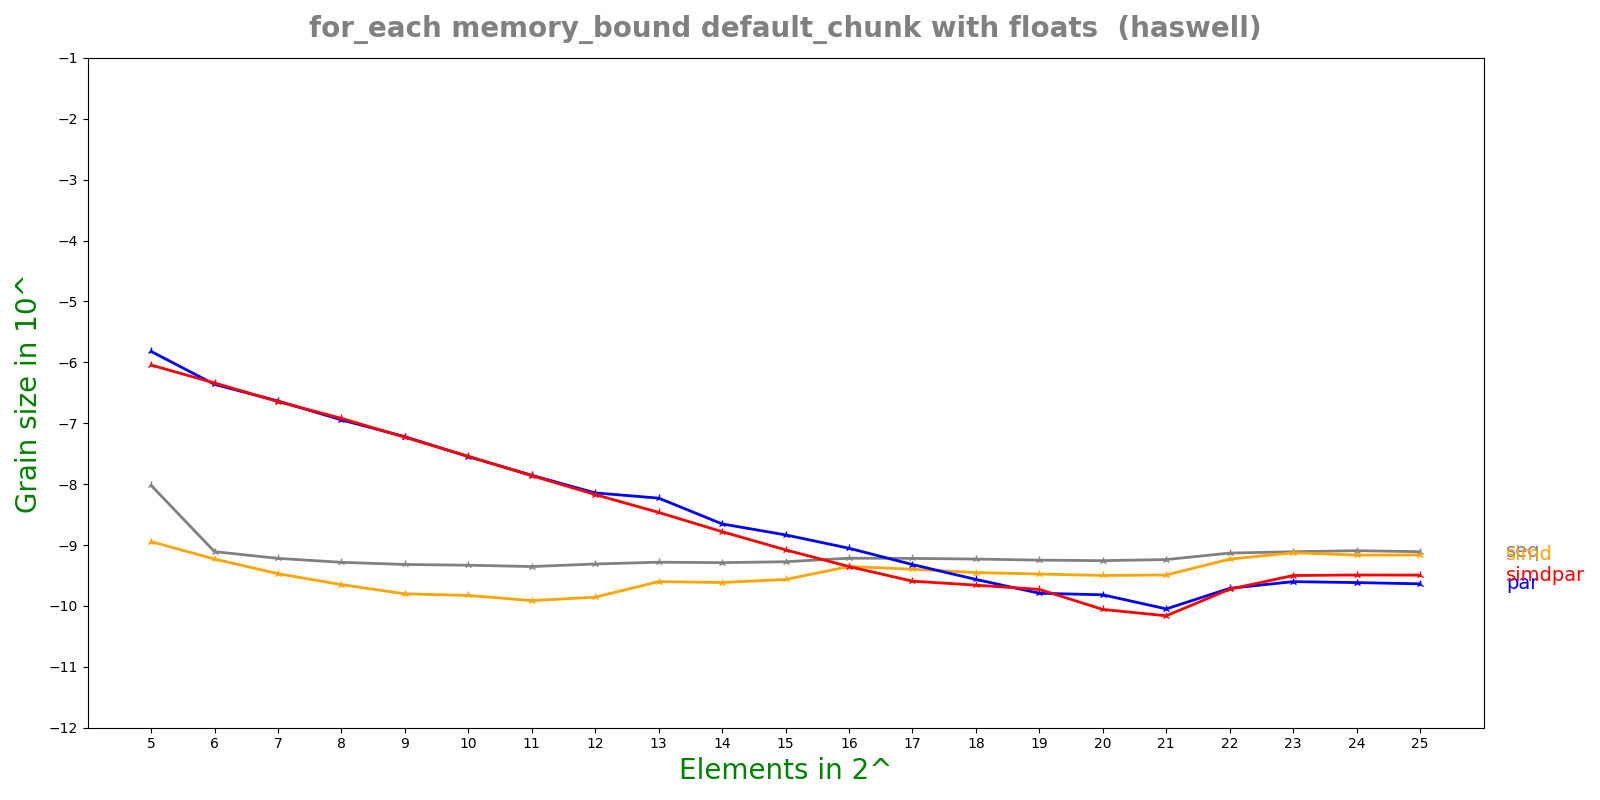 for_each memory_bound default_chunk with floats  (haswell)
Grain size in 10^
−1
−2
−3
−4
−5
−6
−7
−8
−9
−10
−11
−12
5 6 7 8 9 10 11 12 13 14 15 16 17 18 19 20 21 22 23 24 25
Elements in 2^
seq
simd
simdpar
par